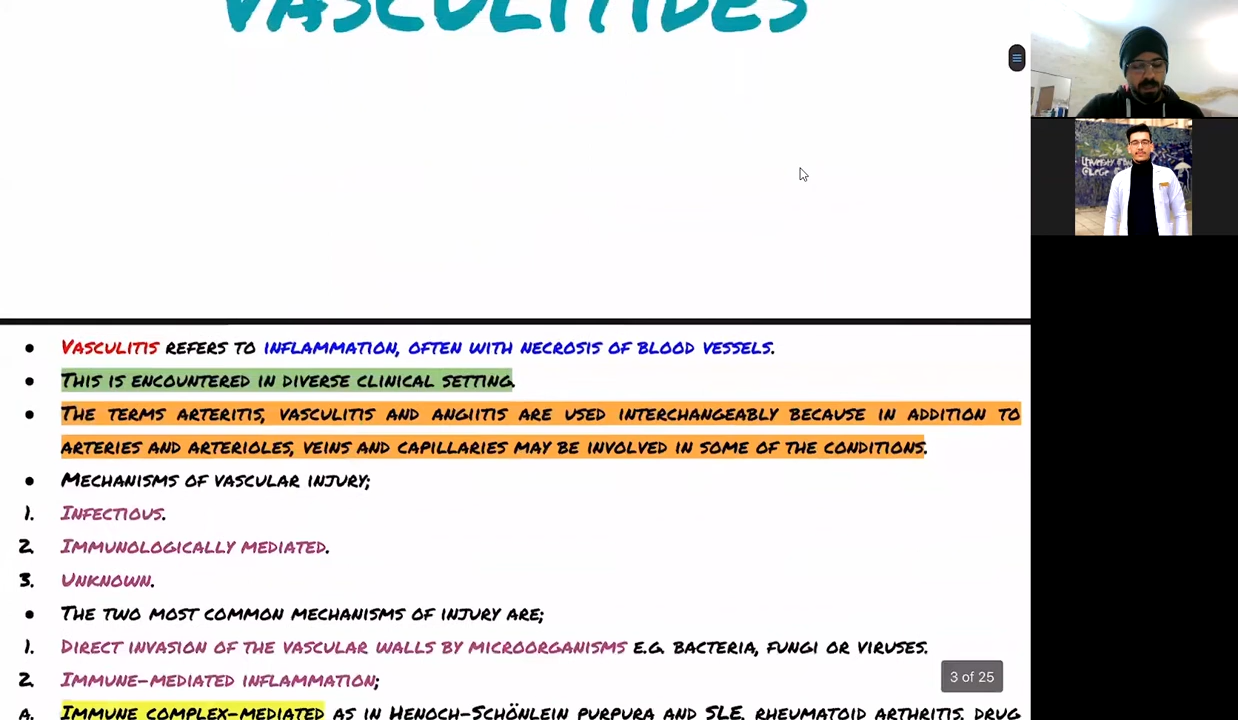 VASCULITIDES
• VASCULITIS REFERS TO INFLAMMATION, OFTEN WITH NECROSIS OF BLOOD VESSELS.
• THIS IS ENCOUNTERED IN DIVERSE CLINICAL SETTING.
• THE TERMS ARTERITIS, VASCULITIS AND ANGIITIS ARE USED INTERCHANGEABLY BECAUSE IN ADDITION TO
ARTERIES AND ARTERIOLES, VEINS AND CAPILLARIES MAY BE INVOLVED IN SOME OF THE CONDITIONS.
• MECHANISMS OF VASCULAR INJURY;
1. INFECTIOUS.
2. IMMUNOLOGICALLY MEDIATED.
3. UNKNOWN.
• THE TWO MOST COMMON MECHANISMS OF INJURY ARE;
1. DIRECT INVASION OF THE VASCULAR WALLS BY MICROORGANISMS E.G. BACTERIA, FUNGI OR VIRUSES.
2. IMMUNE-MEDIATED INFLAMMATION;
A. IMMUNE COMPLEX-MEDIATED AS IN HENOCH-SCHÖNLEIN PURPURA AND SLE, RHEUMATOID ARTHRITIS, DRUG
3 of 25